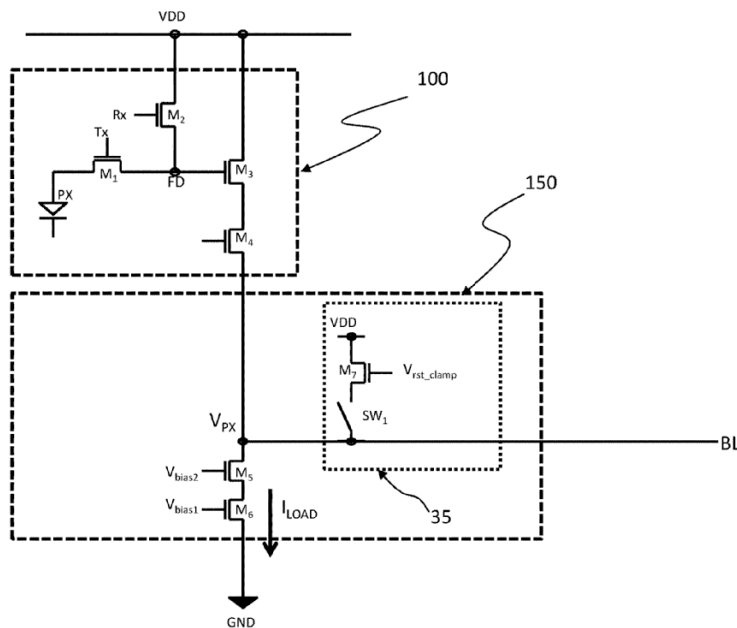 VDD
100
Rx
M2
Tx
M1
FD
M3
PX
M4
150
VDD
M7
Vrst_clamp
SW1
VPX
BL
Vbias2
M5
Vbias1
M6
ILOAD
35
GND